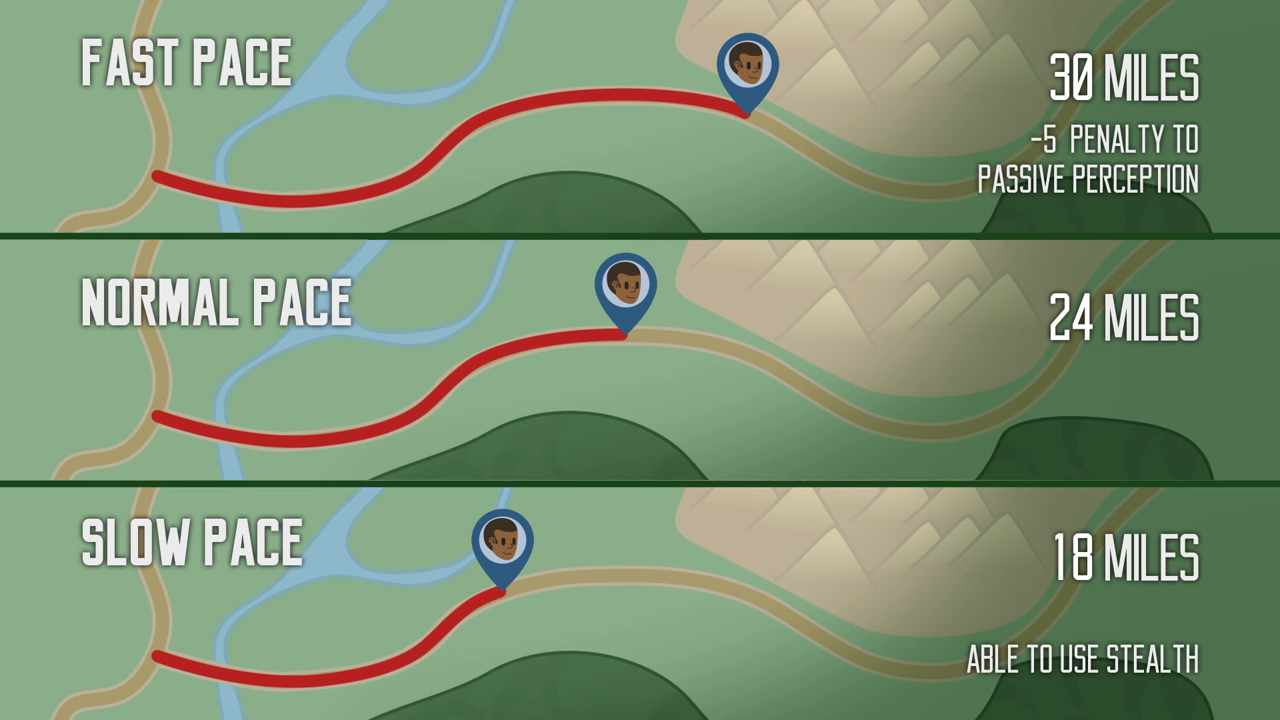 FAST PACE
30 MILES
-5 PENALTY TO
PASSIVE PERCEPTION
NORMAL PACE
24 MILES
SLOW PACE
18 MILES
ABLE TO USE STEALTH